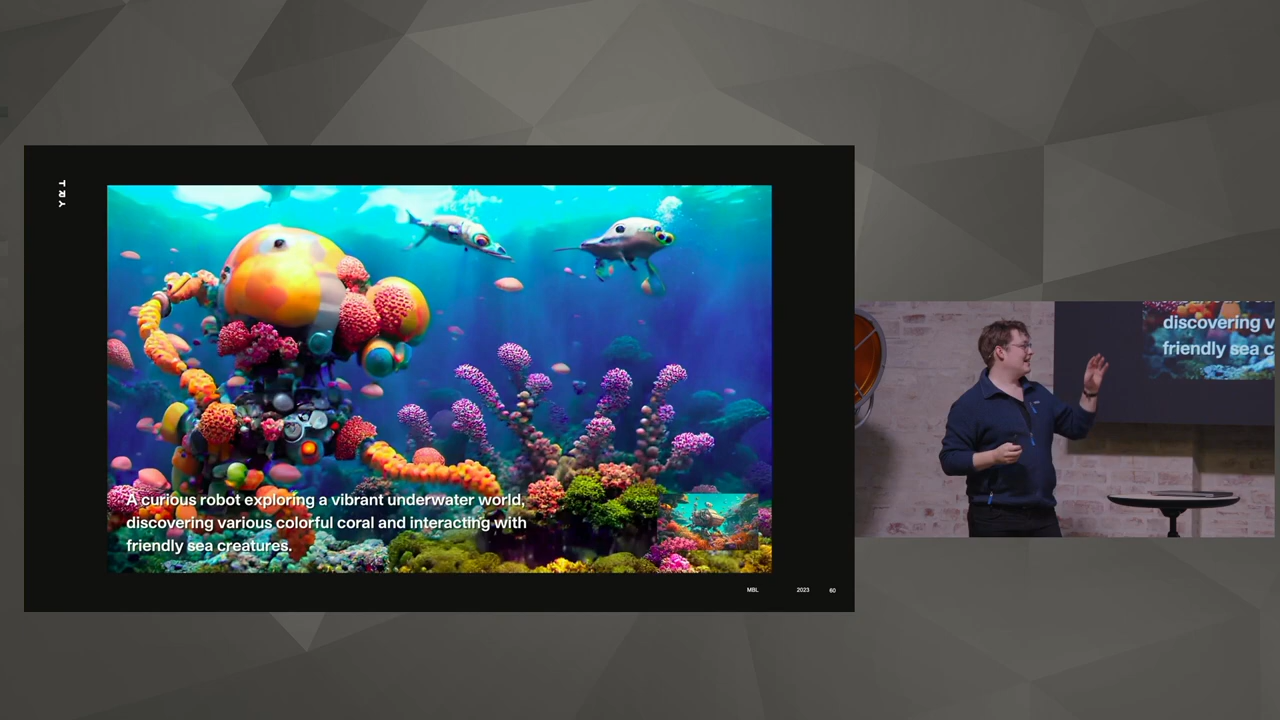 TRY
A curious robot exploring a vibrant underwater world,
discovering various colorful coral and interacting with
friendly sea creatures.
MBL 2023 60
discovering v
friendly sea c